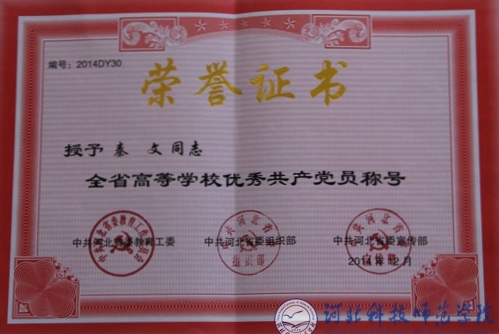 编号：2014DY30
荣誉证书
授予 秦 文同志
全省高等学校优秀共产党员称号
中共河北省委教育工委 中共河北省委组织部 中共河北省委宣传部
2014年12月
河北科技师范学院